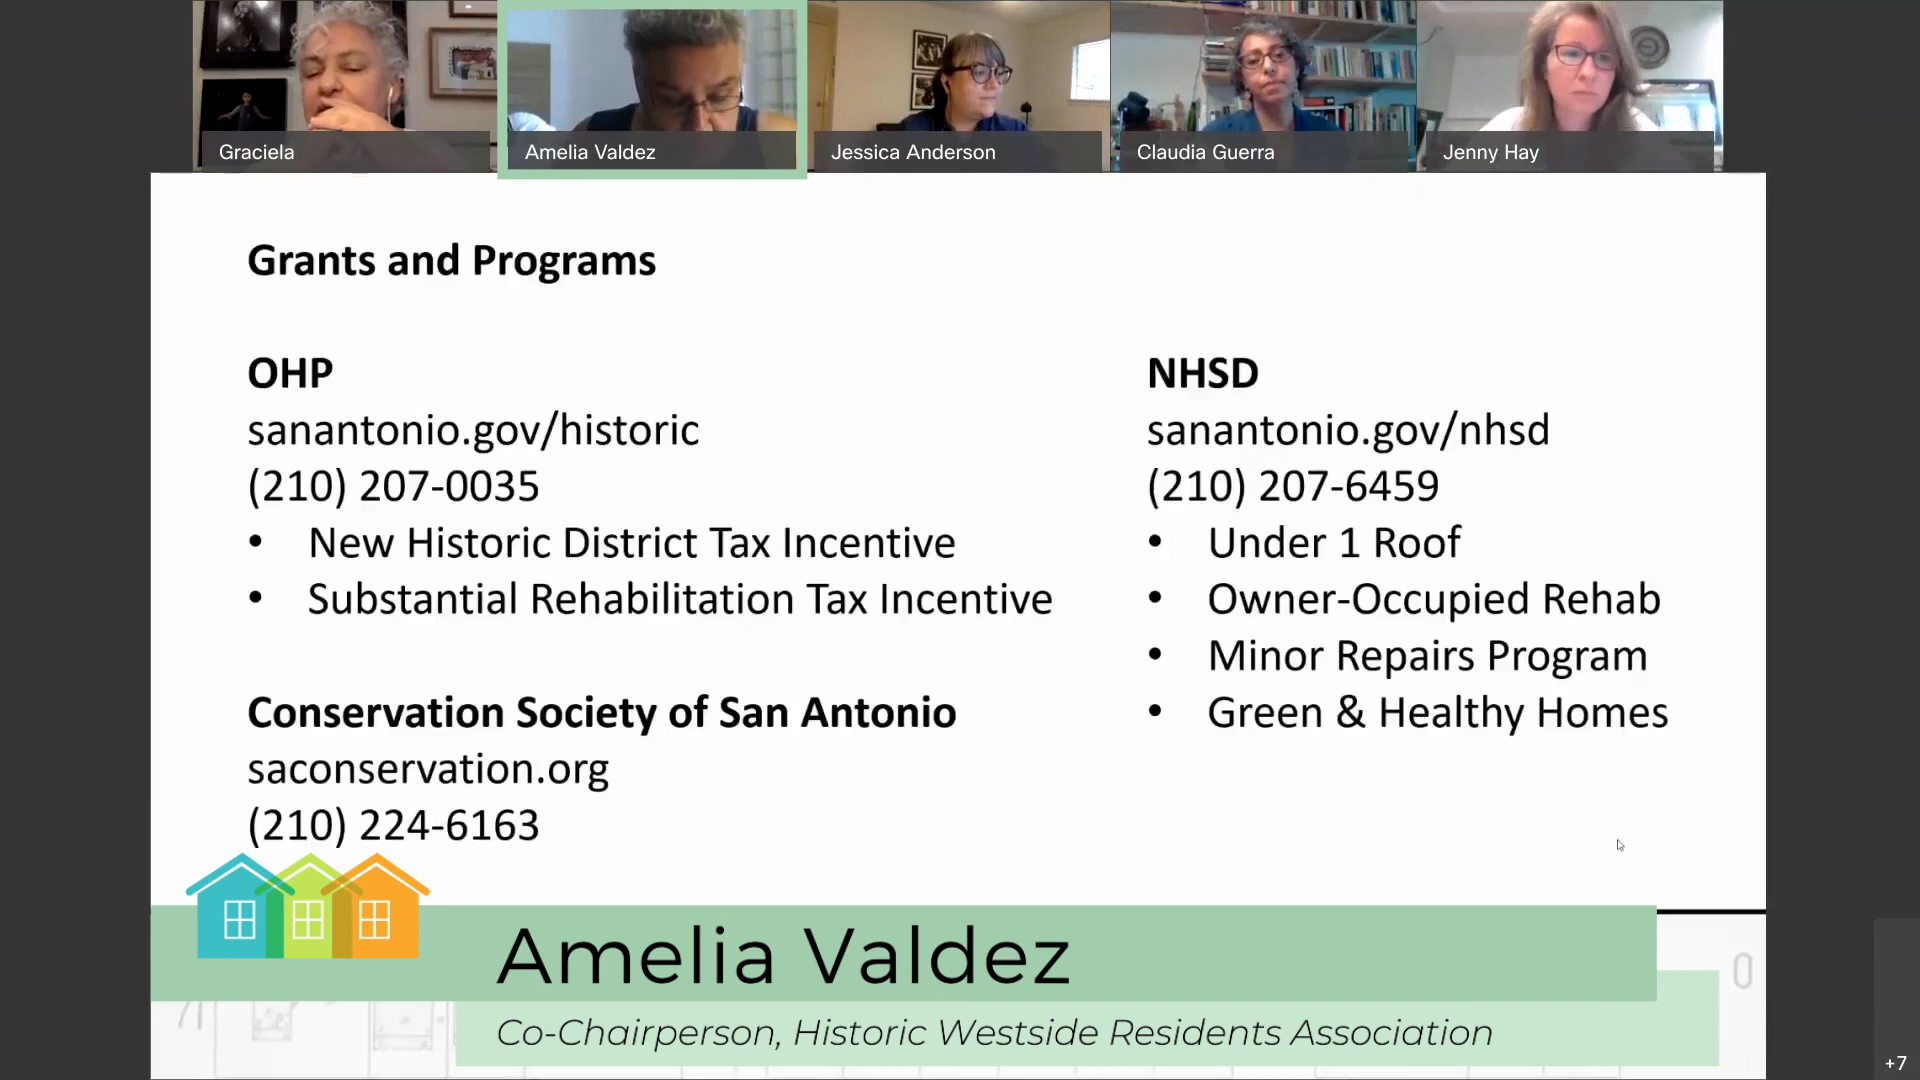 Graciela
Amelia Valdez
Jessica Anderson
Claudia Guerra
Jenny Hay
Grants and Programs
OHP
sanantonio.gov/historic
(210) 207-0035
• New Historic District Tax Incentive
• Substantial Rehabilitation Tax Incentive
Conservation Society of San Antonio
saconservation.org
(210) 224-6163
NHSD
sanantonio.gov/nhsd
(210) 207-6459
• Under 1 Roof
• Owner-Occupied Rehab
• Minor Repairs Program
• Green & Healthy Homes
Amelia Valdez
Co-Chairperson, Historic Westside Residents Association
+7